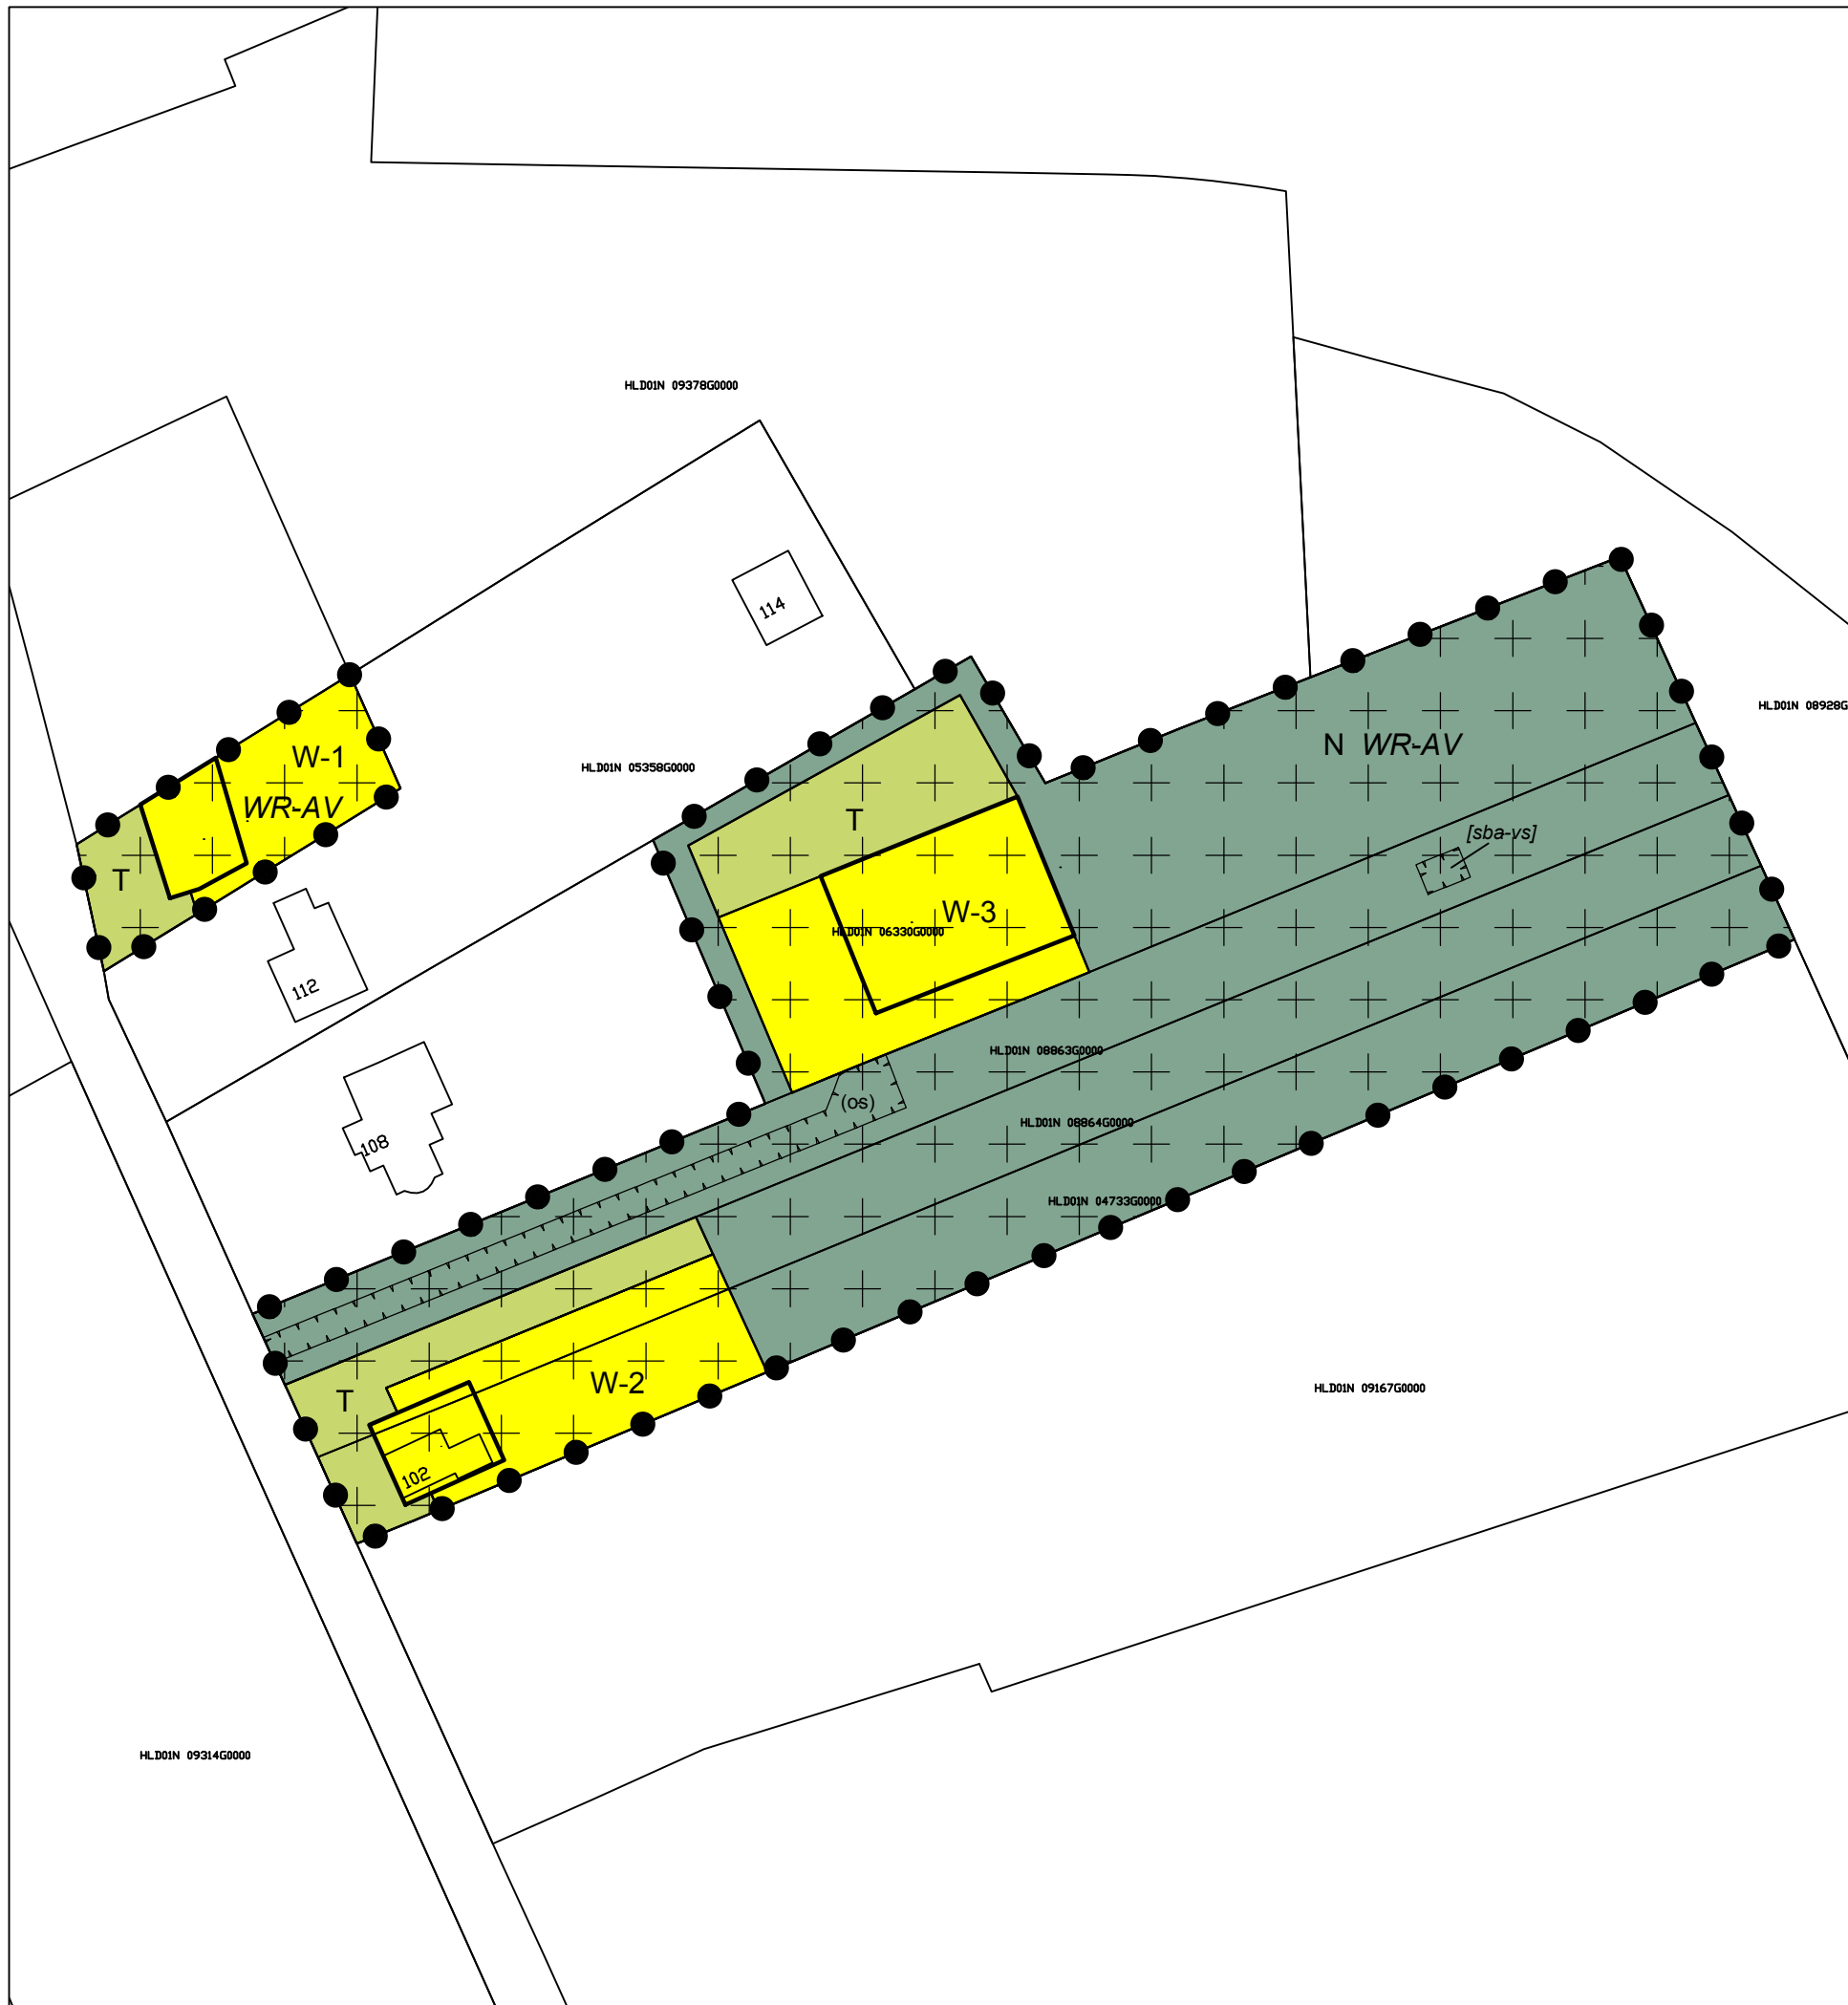 HLD01N 09378G0000
114
HLD01N 08928G
W-1
HLD01N 05358G0000
N WR-AV
WR-AV
T
T
[sba-vs]
W-3
HLD01N 06330G0000
112
HLD01N 08863G0000
(os)
HLD01N 08864G0000
108
HLD01N 04733G0000
W-2
T
HLD01N 09167G0000
102
HLD01N 09314G0000